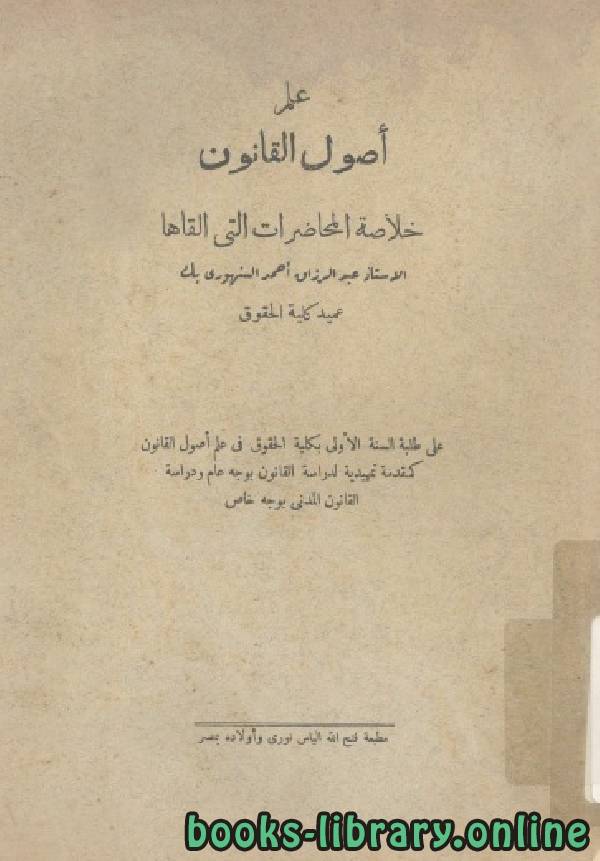 علم
أصول القانون
خلاصة المحاضرات التى القاها
الاستاذ عبد الرزاق أحمد السنهورى بك
عميد كلية الحقوق
على طلبة السنة الأولى بكلية الحقوق فى علم أصول القانون
كمقدمة تمهيدية لدراسة القانون بوجه عام ودراسة
القانون المدنى بوجه خاص
مطبعة فتح الله الياس نورى وأولاده بمصر
books-library.online